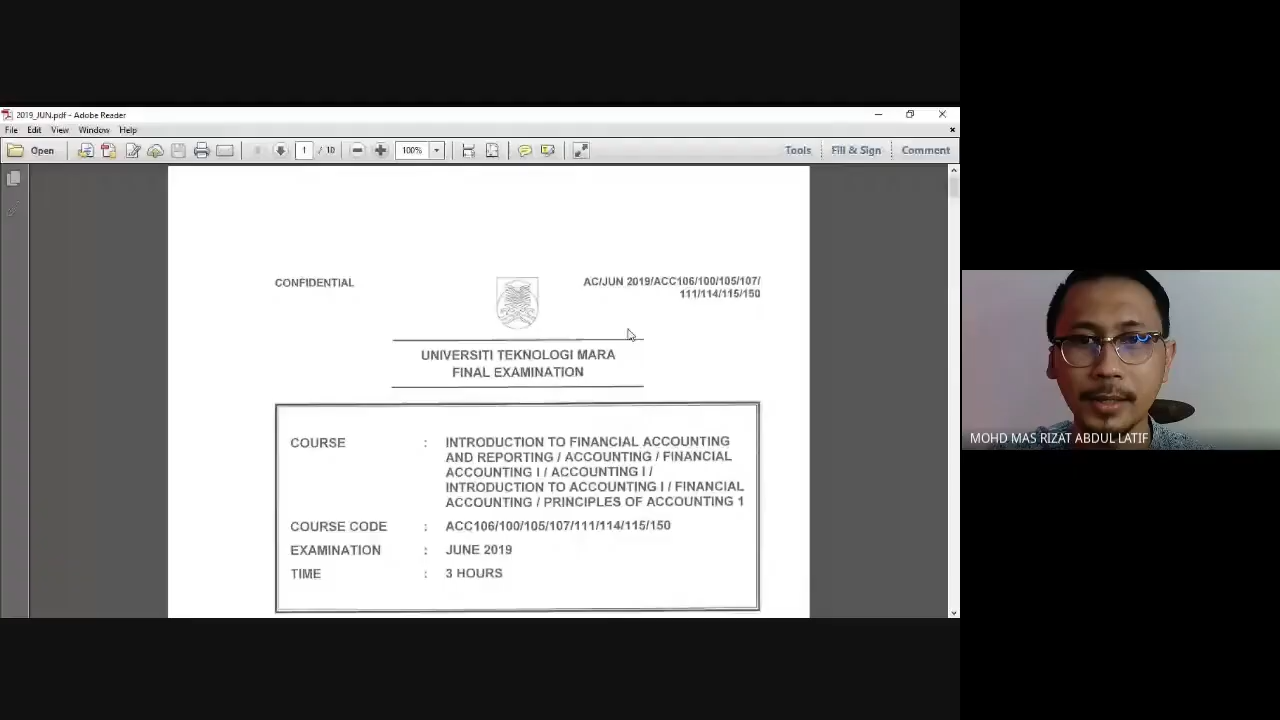 2019_JUN.pdf - Adobe Reader
File Edit View Window Help
Open 1 / 10 100% Tools Fill & Sign Comment
CONFIDENTIAL
AC/JUN 2019/ACC106/100/105/107/
111/114/115/150
UNIVERSITI TEKNOLOGI MARA
FINAL EXAMINATION
COURSE : INTRODUCTION TO FINANCIAL ACCOUNTING
AND REPORTING / ACCOUNTING / FINANCIAL
ACCOUNTING I / ACCOUNTING I /
INTRODUCTION TO ACCOUNTING I / FINANCIAL
ACCOUNTING / PRINCIPLES OF ACCOUNTING 1
COURSE CODE : ACC106/100/105/107/111/114/115/150
EXAMINATION : JUNE 2019
TIME : 3 HOURS
MOHD MAS RIZAT ABDUL LATIF